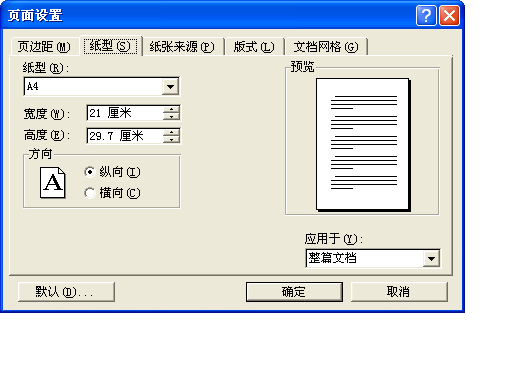 页面设置
页边距(M) 纸型(S) 纸张来源(P) 版式(L) 文档网格(G)
纸型(R):
A4
宽度(W): 21 厘米
高度(E): 29.7 厘米
方向
A
纵向(I)
横向(C)
预览
应用于(Y):
整篇文档
默认(D)... 确定 取消